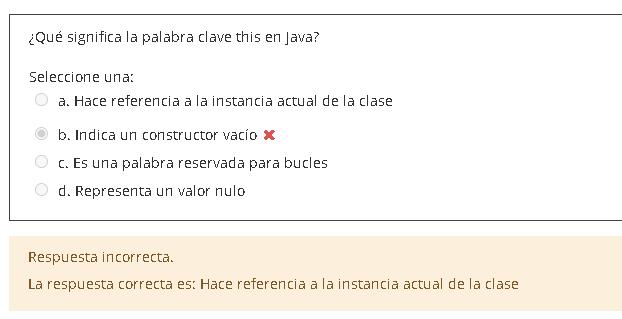 ¿Qué significa la palabra clave this en Java?
Seleccione una:
a. Hace referencia a la instancia actual de la clase
b. Indica un constructor vacío
c. Es una palabra reservada para bucles
d. Representa un valor nulo
Respuesta incorrecta.
La respuesta correcta es: Hace referencia a la instancia actual de la clase